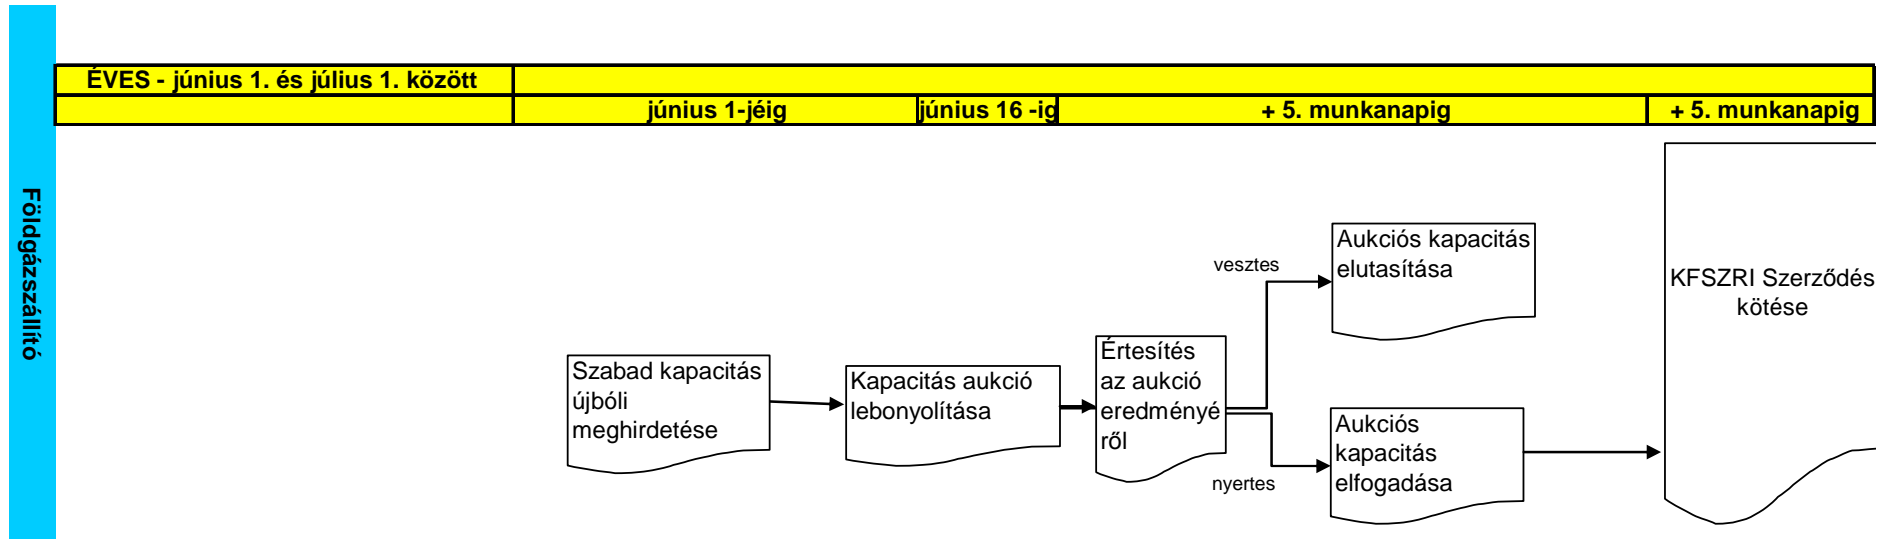 Földgázszállító
ÉVES - június 1. és július 1. között
június 1-jéig
június 16 -ig
+ 5. munkanapig
+ 5. munkanapig
Szabad kapacitás
újbóli
meghirdetése
Kapacitás aukció
lebonyolítása
Értesítés
az aukció
eredményé
ről
vesztes
nyertes
Aukciós kapacitás
elutasítása
Aukciós
kapacitás
elfogadása
KFSZRI Szerződés
kötése